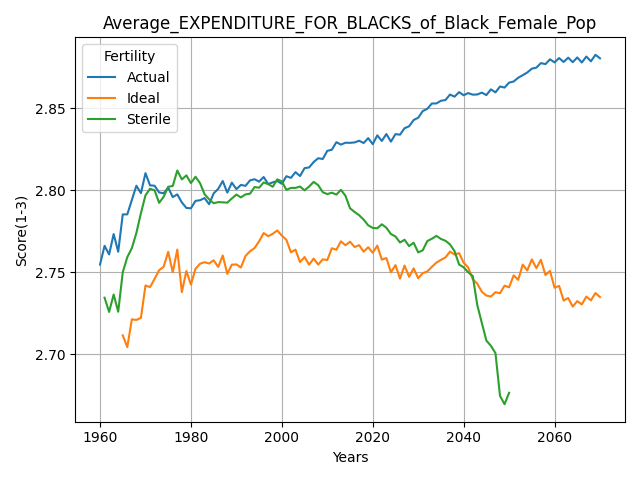 Average_EXPENDITURE_FOR_BLACKS_of_Black_Female_Pop
Fertility
Actual
Ideal
Sterile
Score(1-3)
2.85
2.80
2.75
2.70
1960 1980 2000 2020 2040 2060
Years